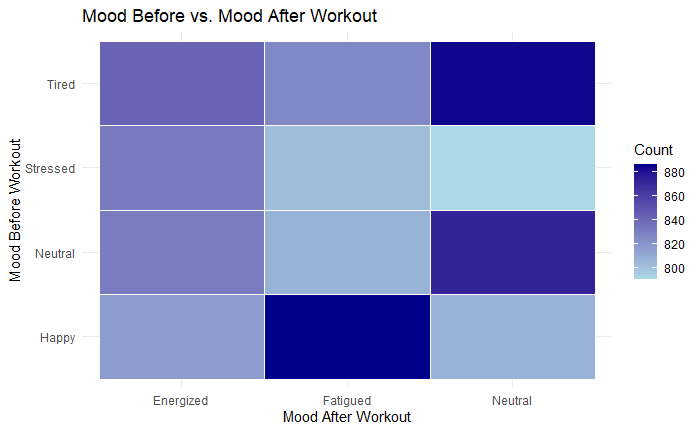 Mood Before vs. Mood After Workout
Mood Before Workout
Tired
Stressed
Neutral
Happy
Energized
Fatigued
Neutral
Mood After Workout
Count
880
860
840
820
800